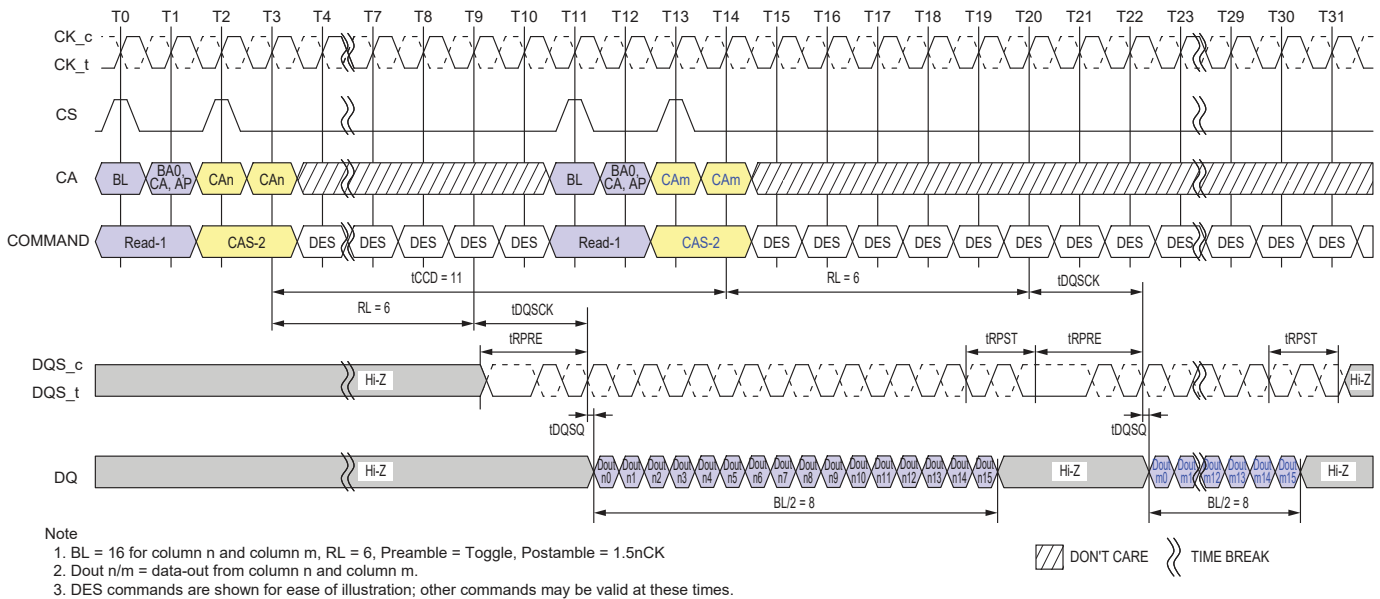 T0 T1 T2 T3 T4 T7 T8 T9 T10 T11 T12 T13 T14 T15 T16 T17 T18 T19 T20 T21 T22 T23 T29 T30 T31
CK_c
CK_t
CS
CA BL BA0, CA, AP CAn CAn BL BA0, CA, AP CAm CAm
COMMAND Read-1 CAS-2 DES DES DES DES DES Read-1 CAS-2 DES DES DES DES DES DES DES DES DES DES DES DES
tCCD = 11 RL = 6 tDQSCK
RL = 6 tDQSCK
tRPRE tRPST tRPRE tRPST
DQS_c
DQS_t
Hi-Z Hi-Z
tDQSQ tDQSQ
DQ Hi-Z Dout n0 Dout n1 Dout n2 Dout n3 Dout n4 Dout n5 Dout n6 Dout n7 Dout n8 Dout n9 Dout n10 Dout n11 Dout n12 Dout n13 Dout n14 Dout n15 Hi-Z Dout m0 Dout m1 Dout m12 Dout m13 Dout m14 Dout m15 Hi-Z
BL/2 = 8 BL/2 = 8
Note
1. BL = 16 for column n and column m, RL = 6, Preamble = Toggle, Postamble = 1.5nCK
2. Dout n/m = data-out from column n and column m.
3. DES commands are shown for ease of illustration; other commands may be valid at these times.
DON'T CARE TIME BREAK